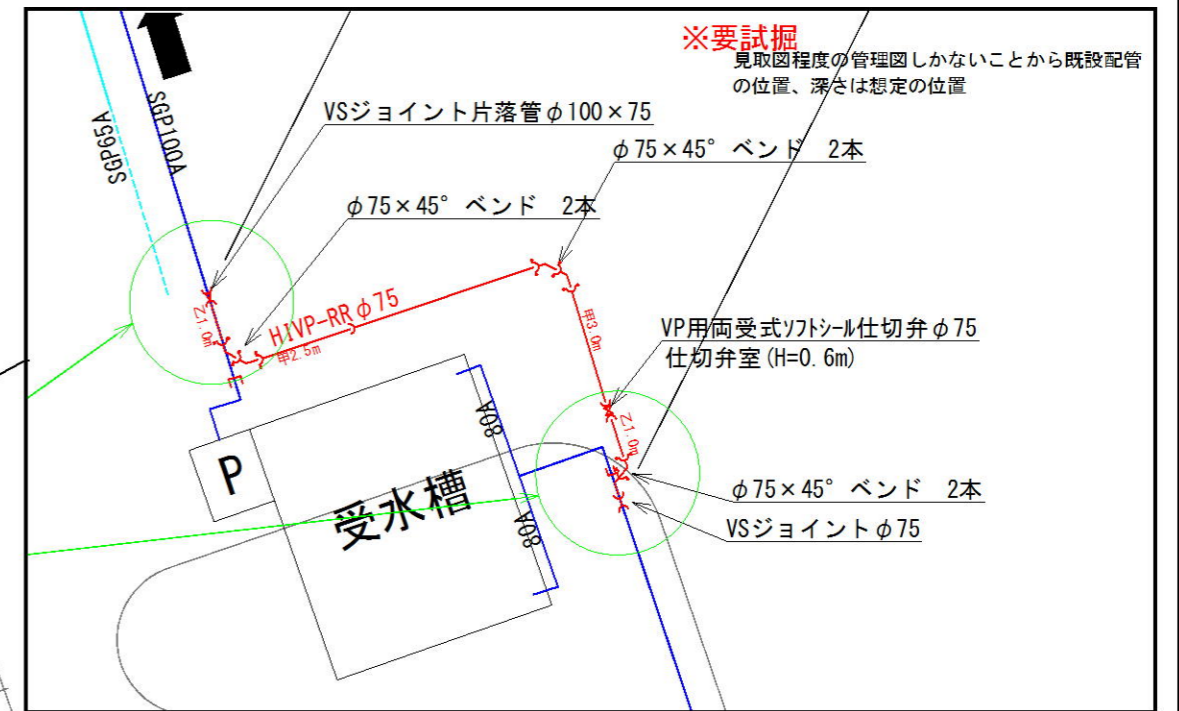 ※要試掘
見取図程度の管理図しかないことから既設配管
の位置、深さは想定の位置
SGP65A
SGP100A
VSジョイント片落管φ100×75
φ75×45° ベンド 2本
φ75×45° ベンド 2本
乙1.0m
HIVP-RRφ75
甲2.5m
甲3.0m
VP用両受式ソフトシール仕切弁φ75
仕切弁室(H=0.6m)
乙1.0m
80A
P
受水槽
80A
φ75×45° ベンド 2本
VSジョイントφ75